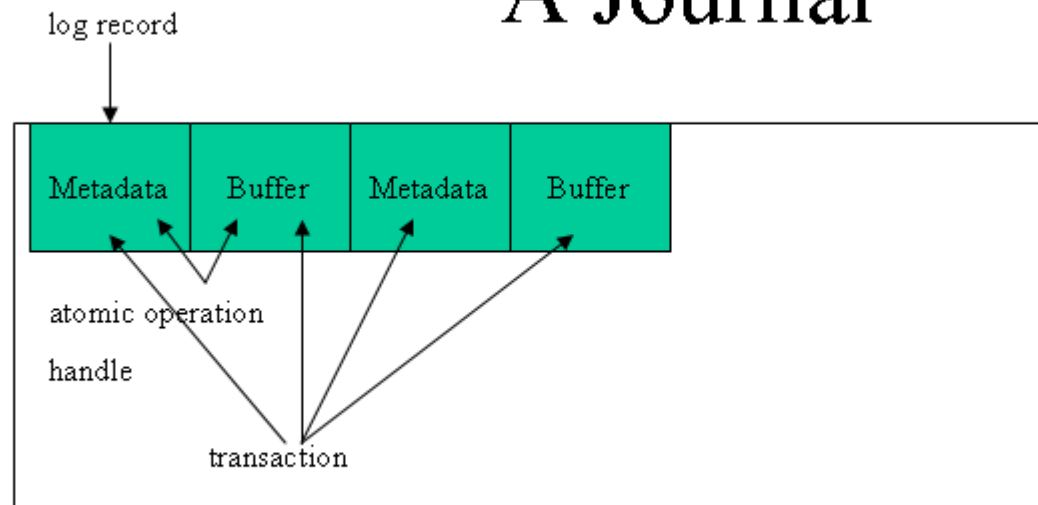 A Journal
log record
Metadata Buffer Metadata Buffer
atomic operation
handle
transaction